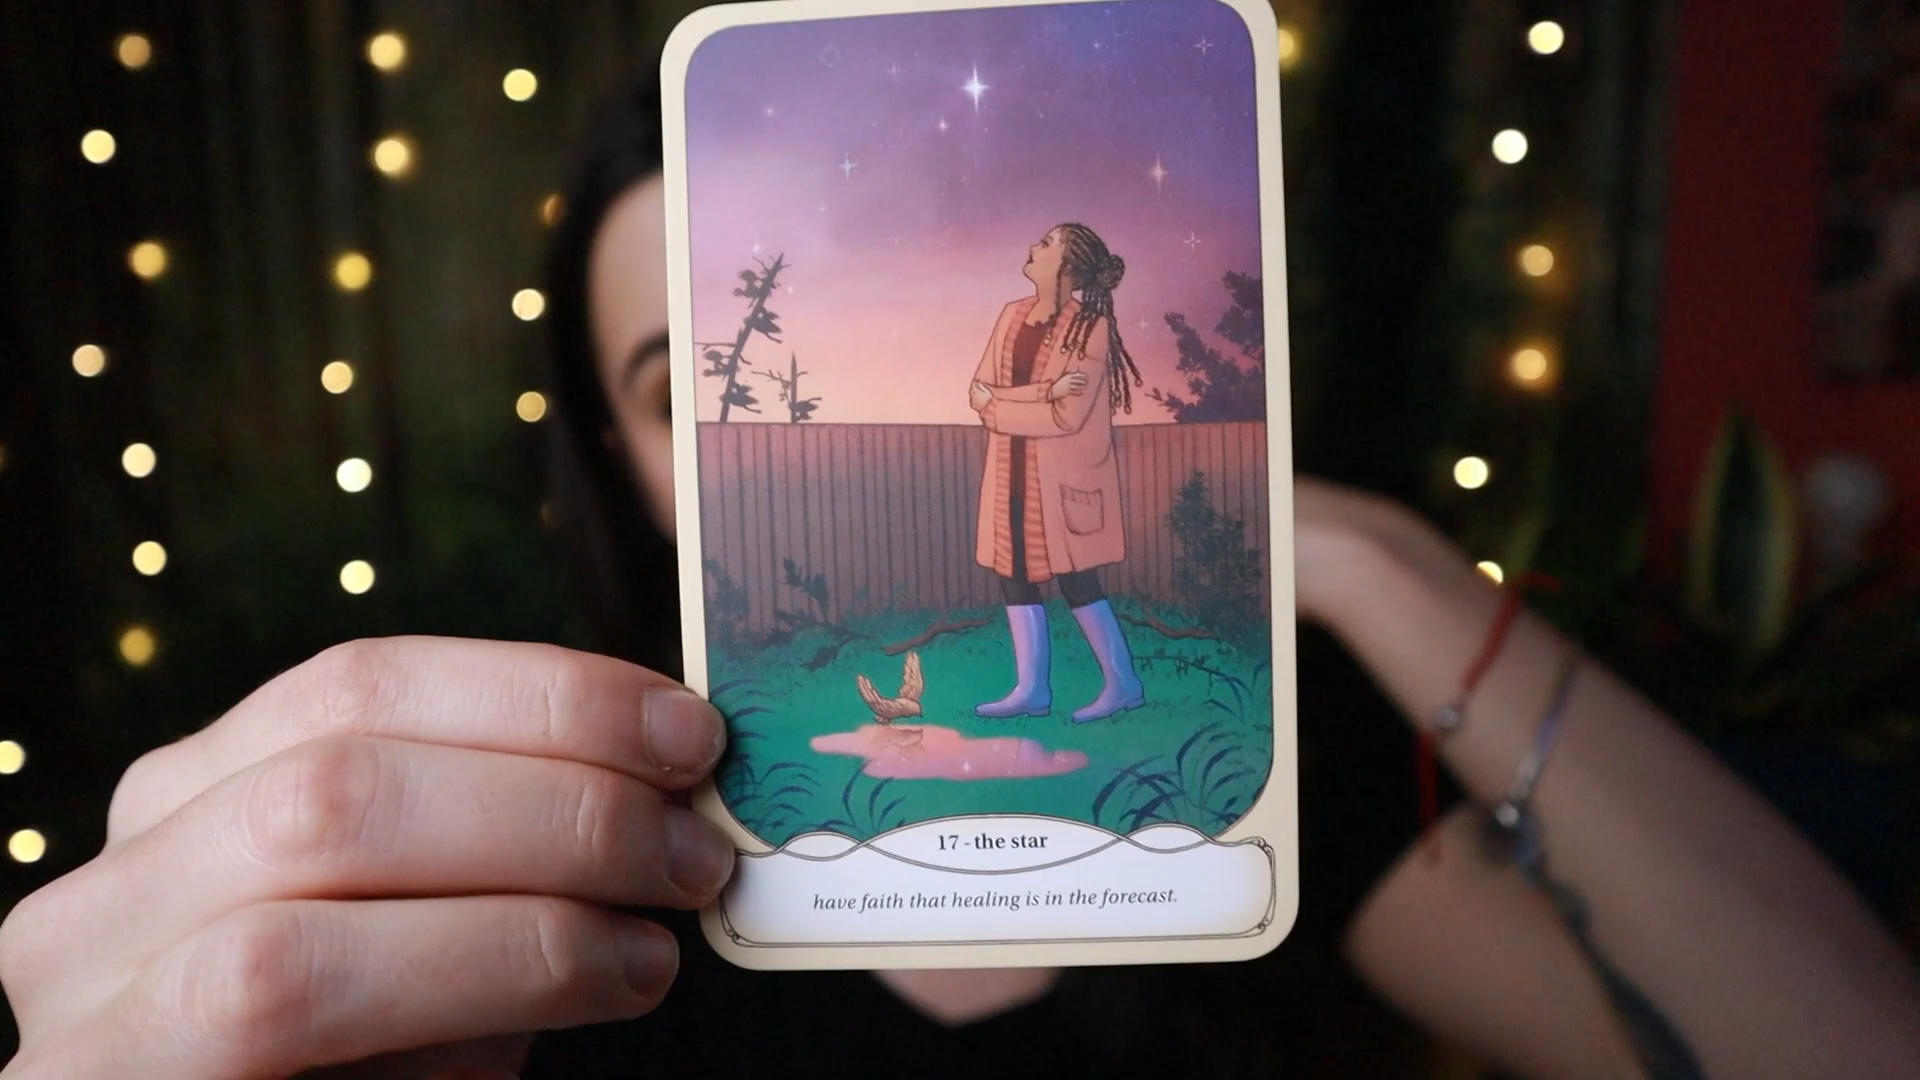 17 - the star
have faith that healing is in the forecast.